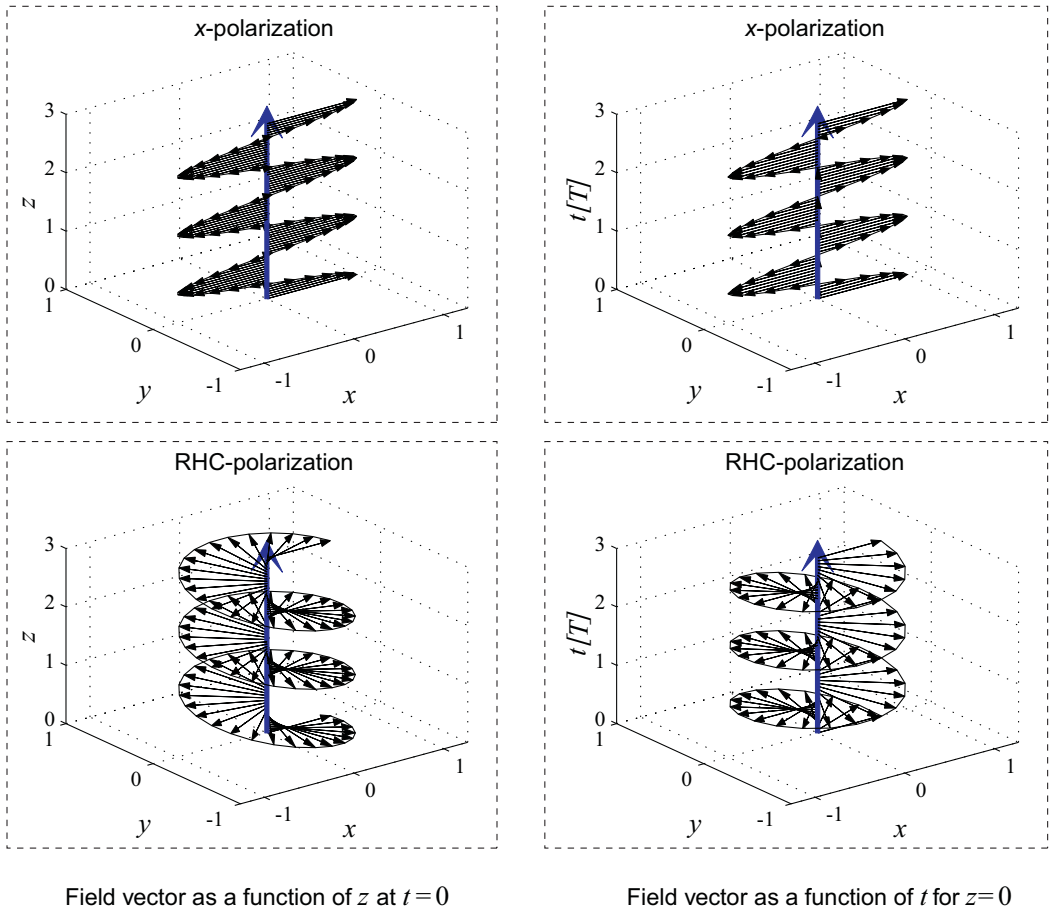 x-polarization
3
2
1
0
z
1
0
-1
y
-1
0
1
x
x-polarization
3
2
1
0
t[T]
1
0
-1
y
-1
0
1
x
RHC-polarization
3
2
1
0
z
1
0
-1
y
-1
0
1
x
RHC-polarization
3
2
1
0
t[T]
1
0
-1
y
-1
0
1
x
Field vector as a function of z at t=0
Field vector as a function of t for z=0